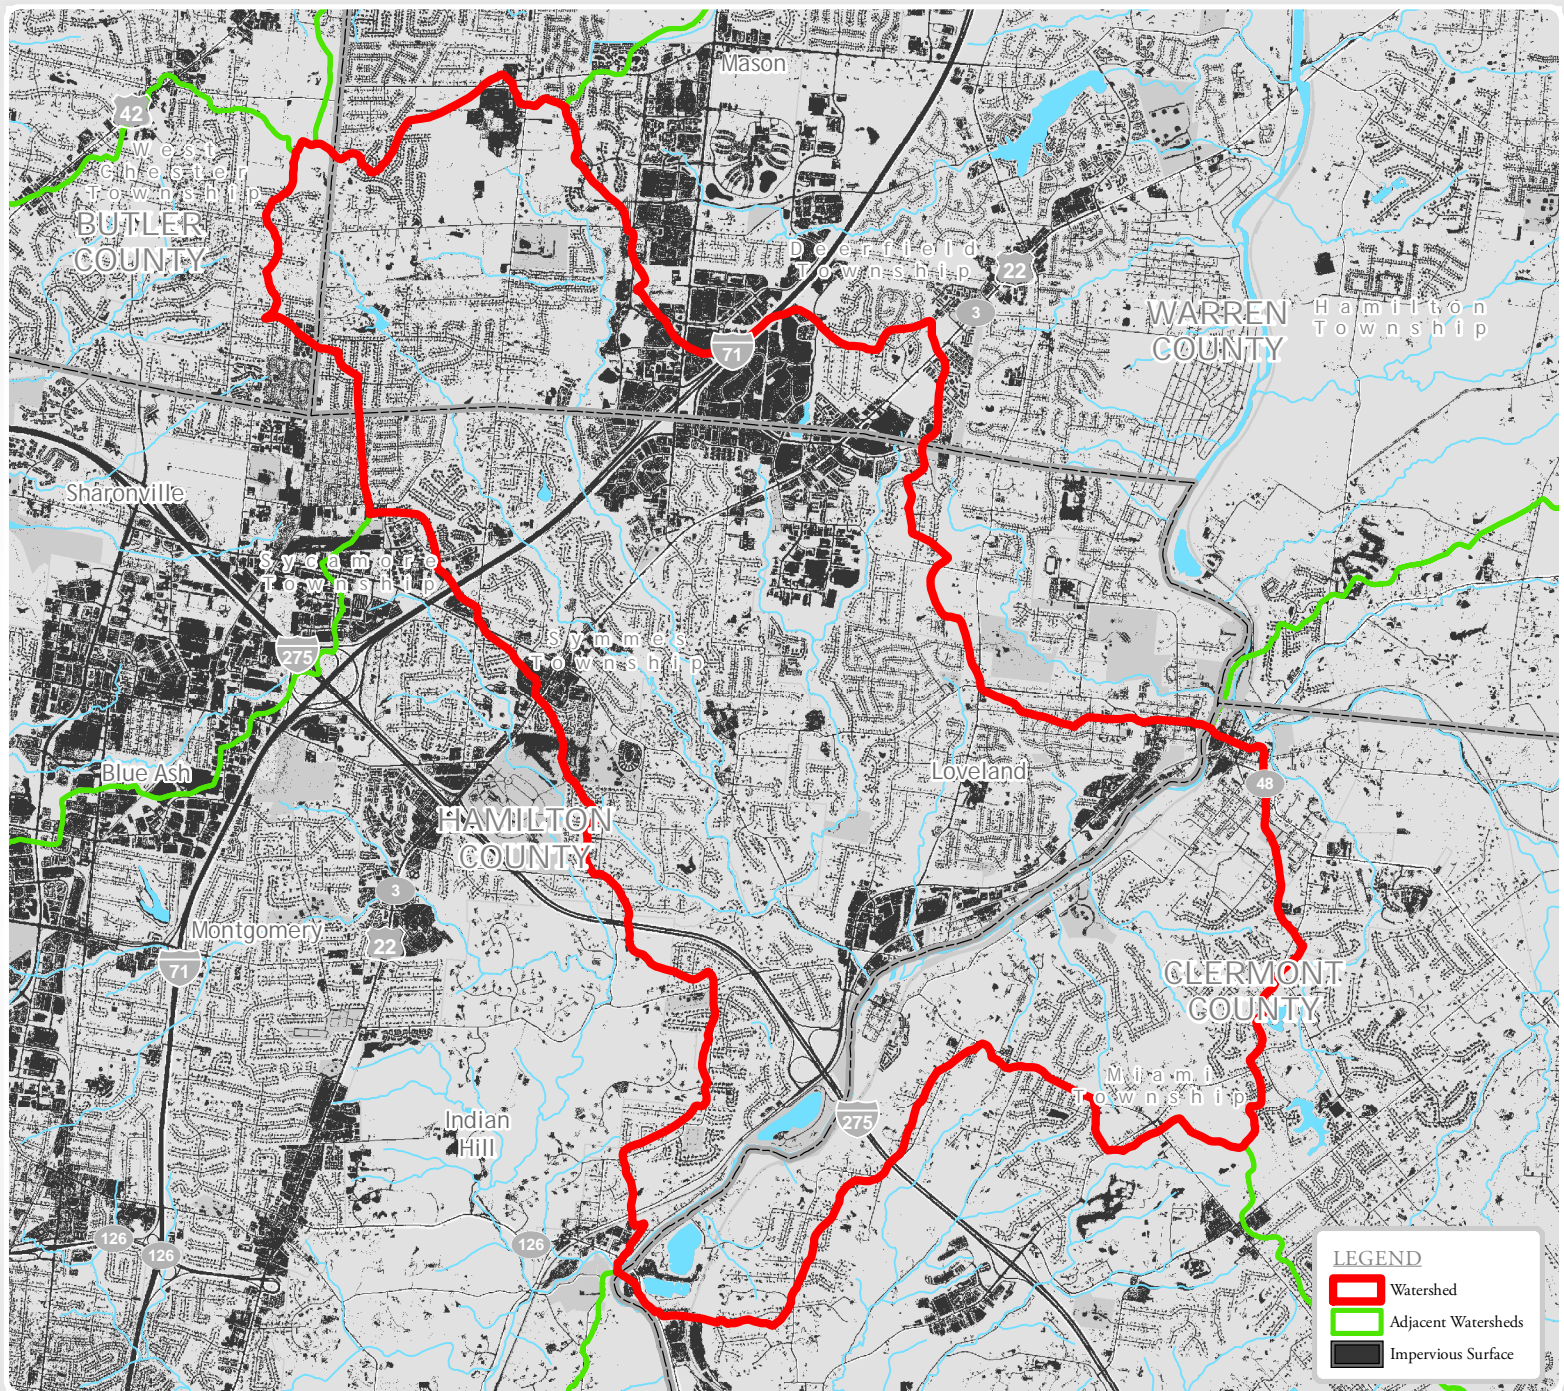 Mason
42
West
Chester
Township
BUTLER
COUNTY
Deerfield
Township
22
3
WARREN
COUNTY
Hamilton
Township
71
Sharonville
Sycamore
Township
Symmes
Township
275
Blue Ash
Loveland
48
HAMILTON
COUNTY
3
Montgomery
22
71
CLERMONT
COUNTY
Miami
Township
Indian
Hill
275
126
126
126
LEGEND
Watershed
Adjacent Watersheds
Impervious Surface